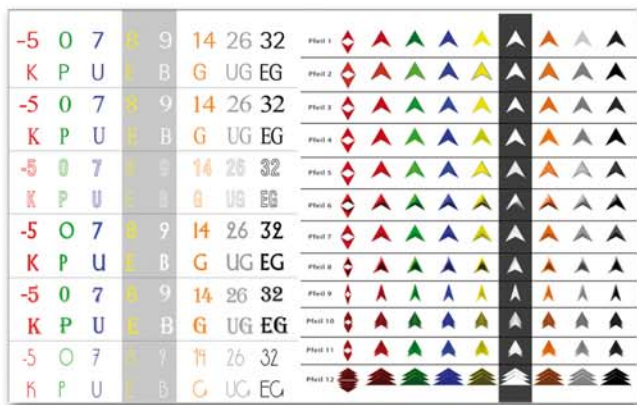 -5 0 7 8 9 14 26 32
K P U E B G UG EG
-5 0 7 8 9 14 26 32
K P U E B G UG EG
-5 0 7 8 9 14 26 32
K P U E B G UG EG
-5 0 7 8 9 14 26 32
K P U E B G UG EG
-5 0 7 8 9 14 26 32
K P U E B G UG EG
-5 0 7 8 9 14 26 32
K P U E B G UG EG
Pfeil 1
Pfeil 2
Pfeil 3
Pfeil 4
Pfeil 5
Pfeil 6
Pfeil 7
Pfeil 8
Pfeil 9
Pfeil 10
Pfeil 11
Pfeil 12